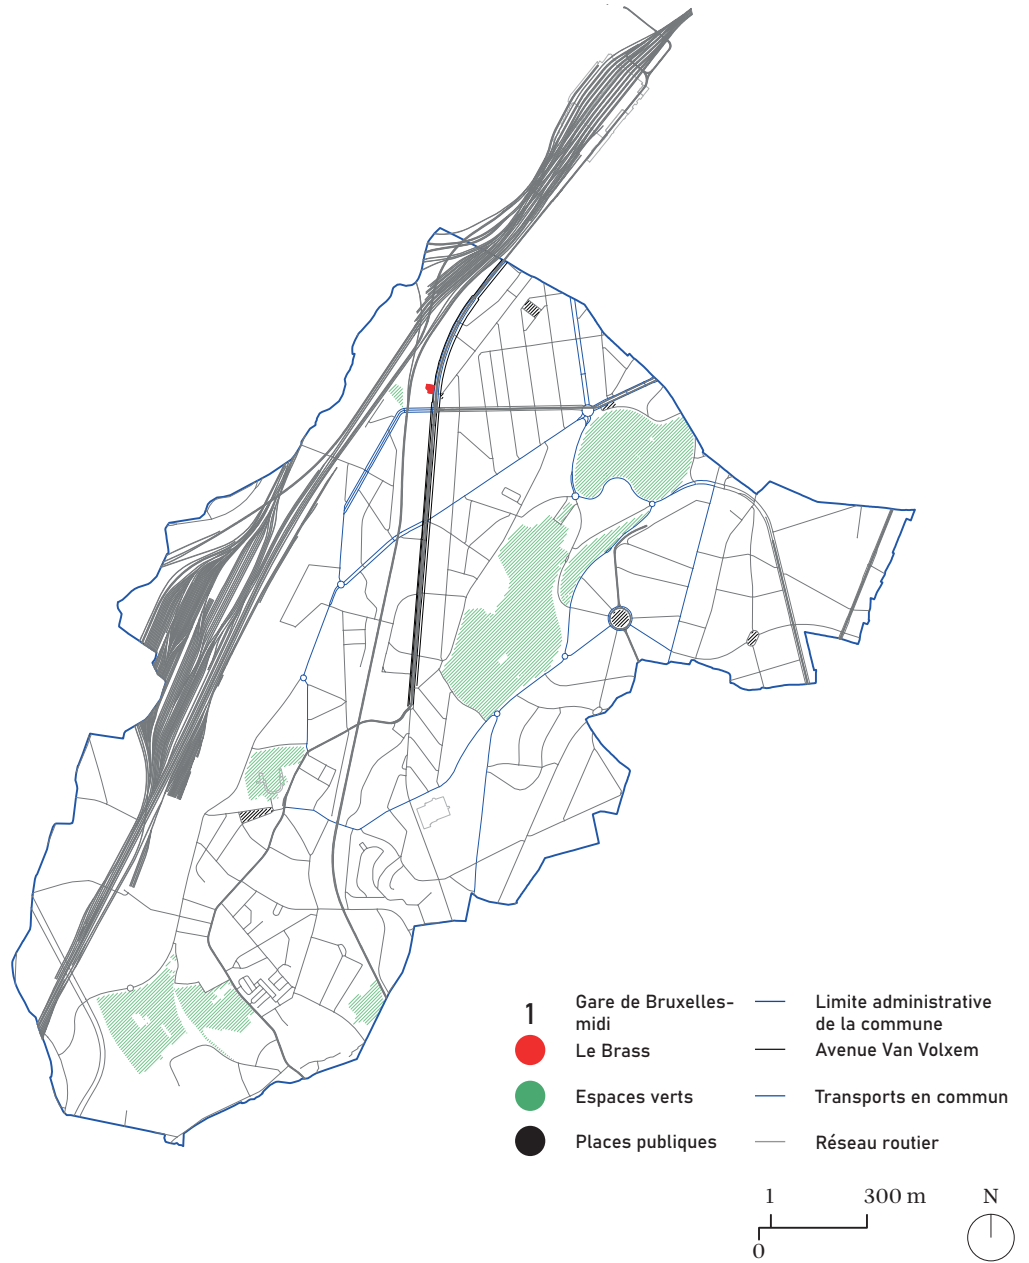 1
Gare de Bruxelles-
midi
Le Brass
Espaces verts
Places publiques
Limite administrative
de la commune
Avenue Van Volxem
Transports en commun
Réseau routier
1 300 m
0
N